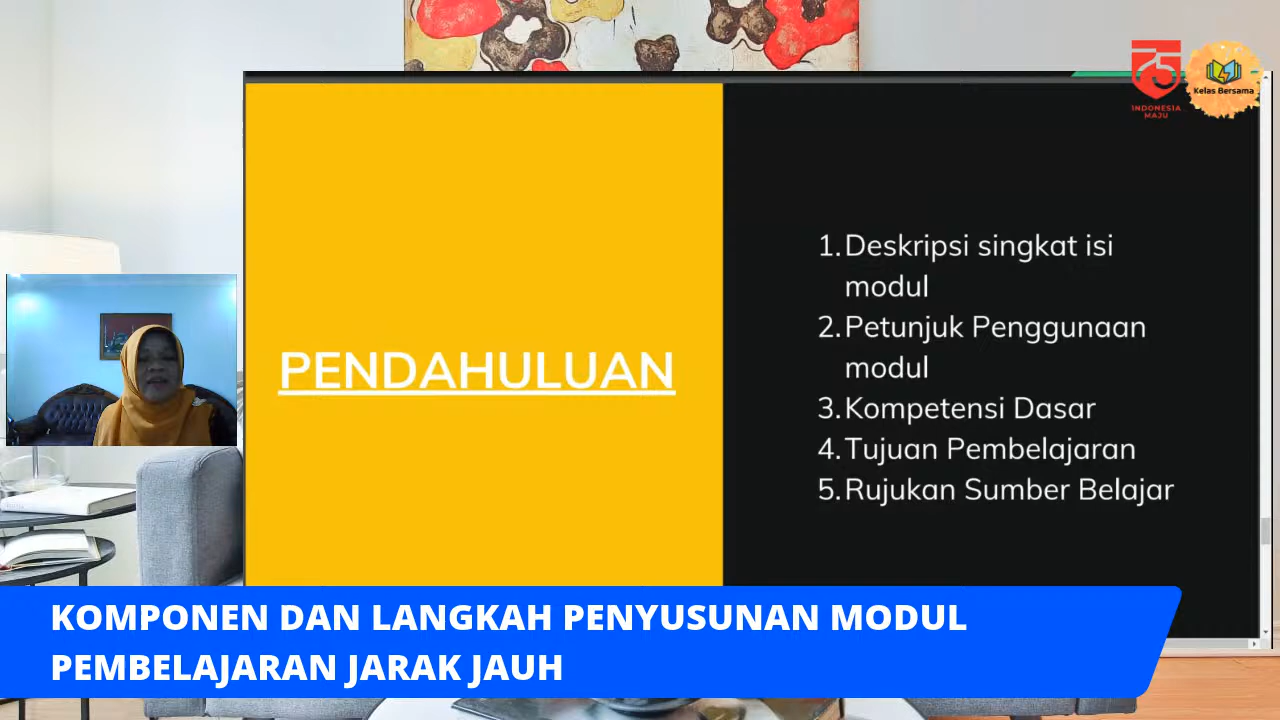 75
INDONESIA
MAJU
Kelas Bersama
PENDAHULUAN
1.Deskripsi singkat isi
modul
2.Petunjuk Penggunaan
modul
3.Kompetensi Dasar
4.Tujuan Pembelajaran
5.Rujukan Sumber Belajar
KOMPONEN DAN LANGKAH PENYUSUNAN MODUL
PEMBELAJARAN JARAK JAUH